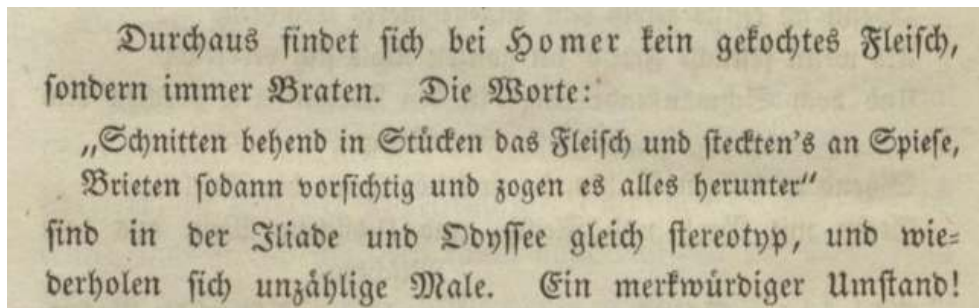 Durchaus findet sich bei Homer kein gekochtes Fleisch,
sondern immer Braten. Die Worte:
„Schnitten behend in Stücken das Fleisch und steckten's an Spiese,
Brieten sodann vorsichtig und zogen es alles herunter“
sind in der Iliade und Odyssee gleich stereotyp, und wie-
derholen sich unzählige Male. Ein merkwürdiger Umstand!